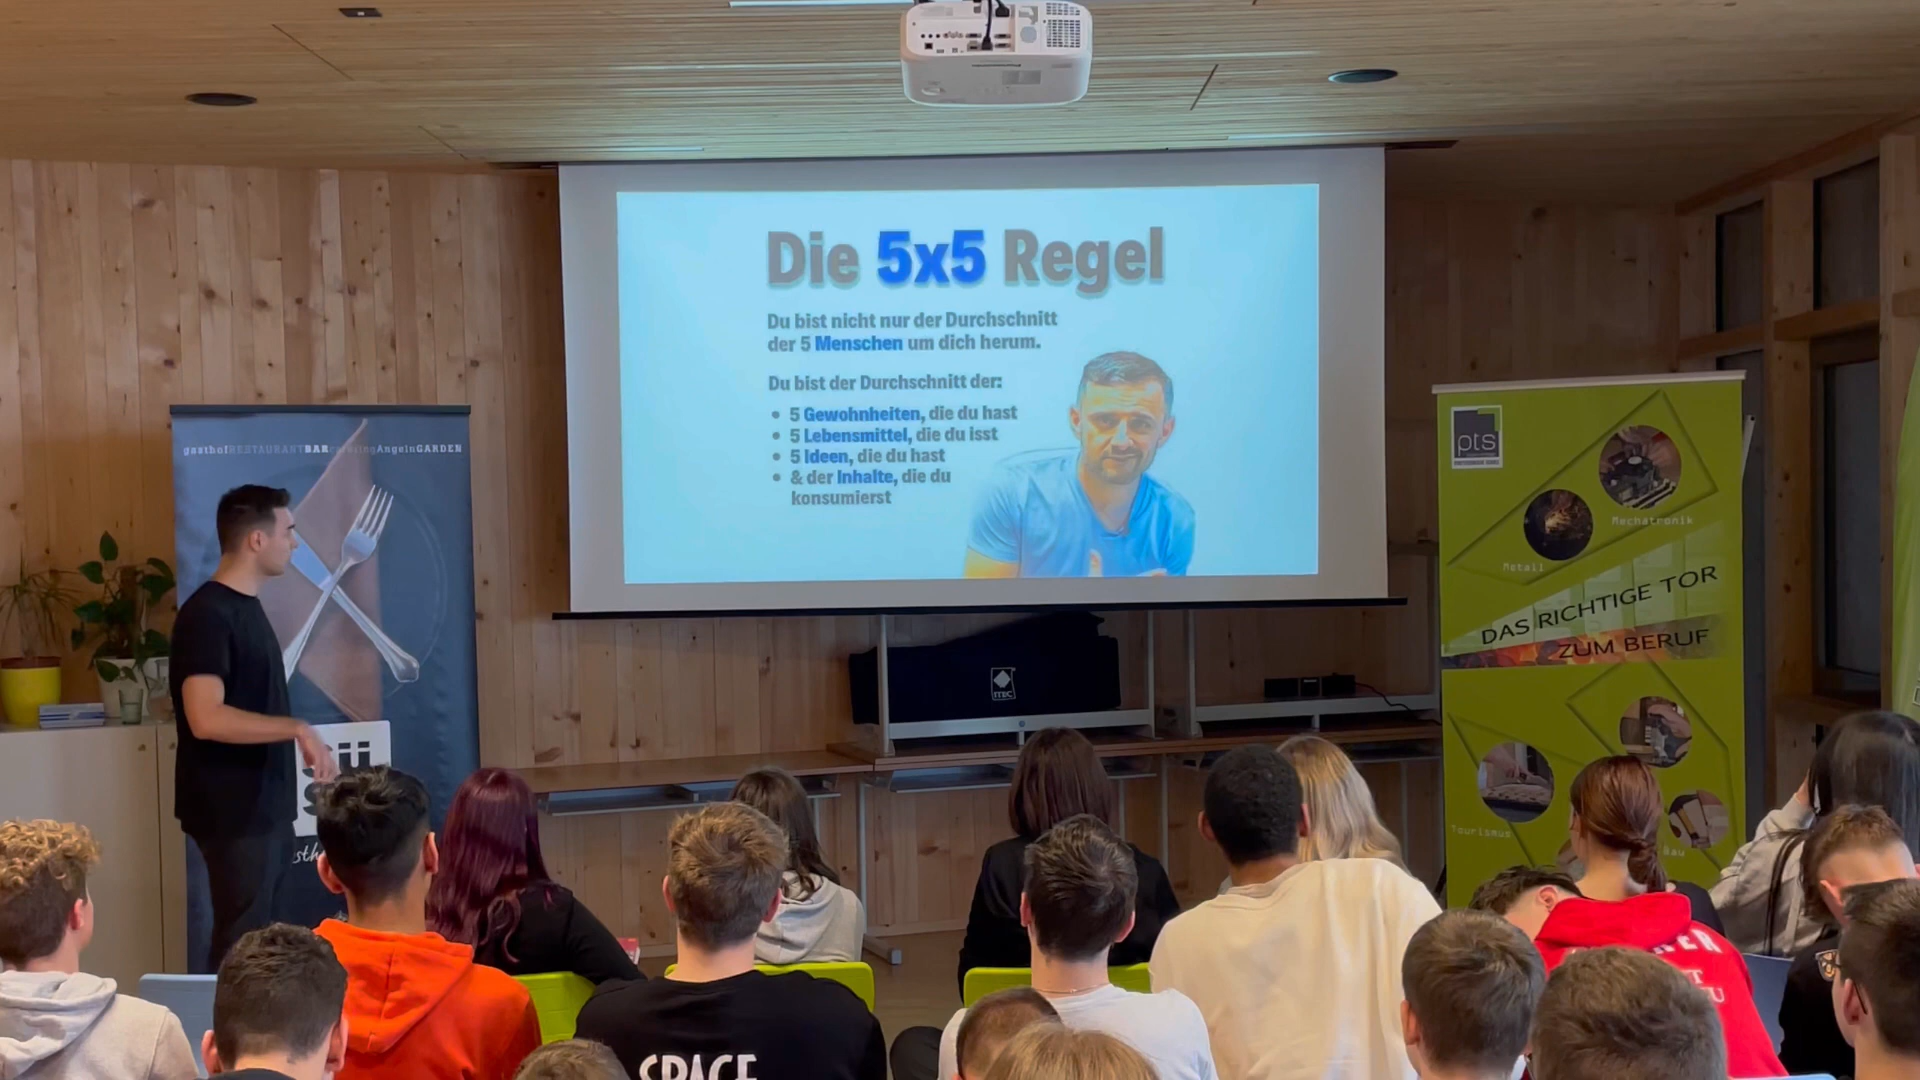 Die 5x5 Regel
Du bist nicht nur der Durchschnitt
der 5 Menschen um dich herum.
Du bist der Durchschnitt der:
• 5 Gewohnheiten, die du hast
• 5 Lebensmittel, die du isst
• 5 Ideen, die du hast
• & der Inhalte, die du
konsumierst
gasthofRESTAURANTBARcateringAngelnGARDEN
pts
Mechatronik
Metall
DAS RICHTIGE TOR
ZUM BERUF
Tourismus
Bau
ITEC
SPACE